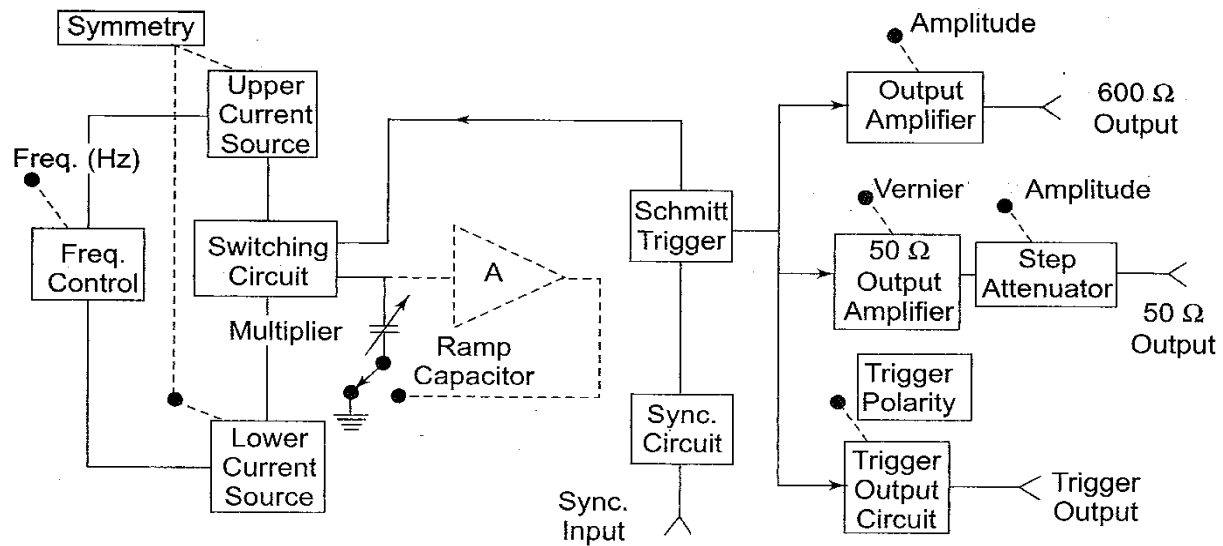 Symmetry
Upper
Current
Source
Freq. (Hz)
Freq.
Control
Switching
Circuit
Multiplier
A
Ramp
Capacitor
Lower
Current
Source
Schmitt
Trigger
Sync.
Circuit
Sync.
Input
Amplitude
Output
Amplifier
600 Ω
Output
Vernier
50 Ω
Output
Amplifier
Amplitude
Step
Attenuator
50 Ω
Output
Trigger
Polarity
Trigger
Output
Circuit
Trigger
Output